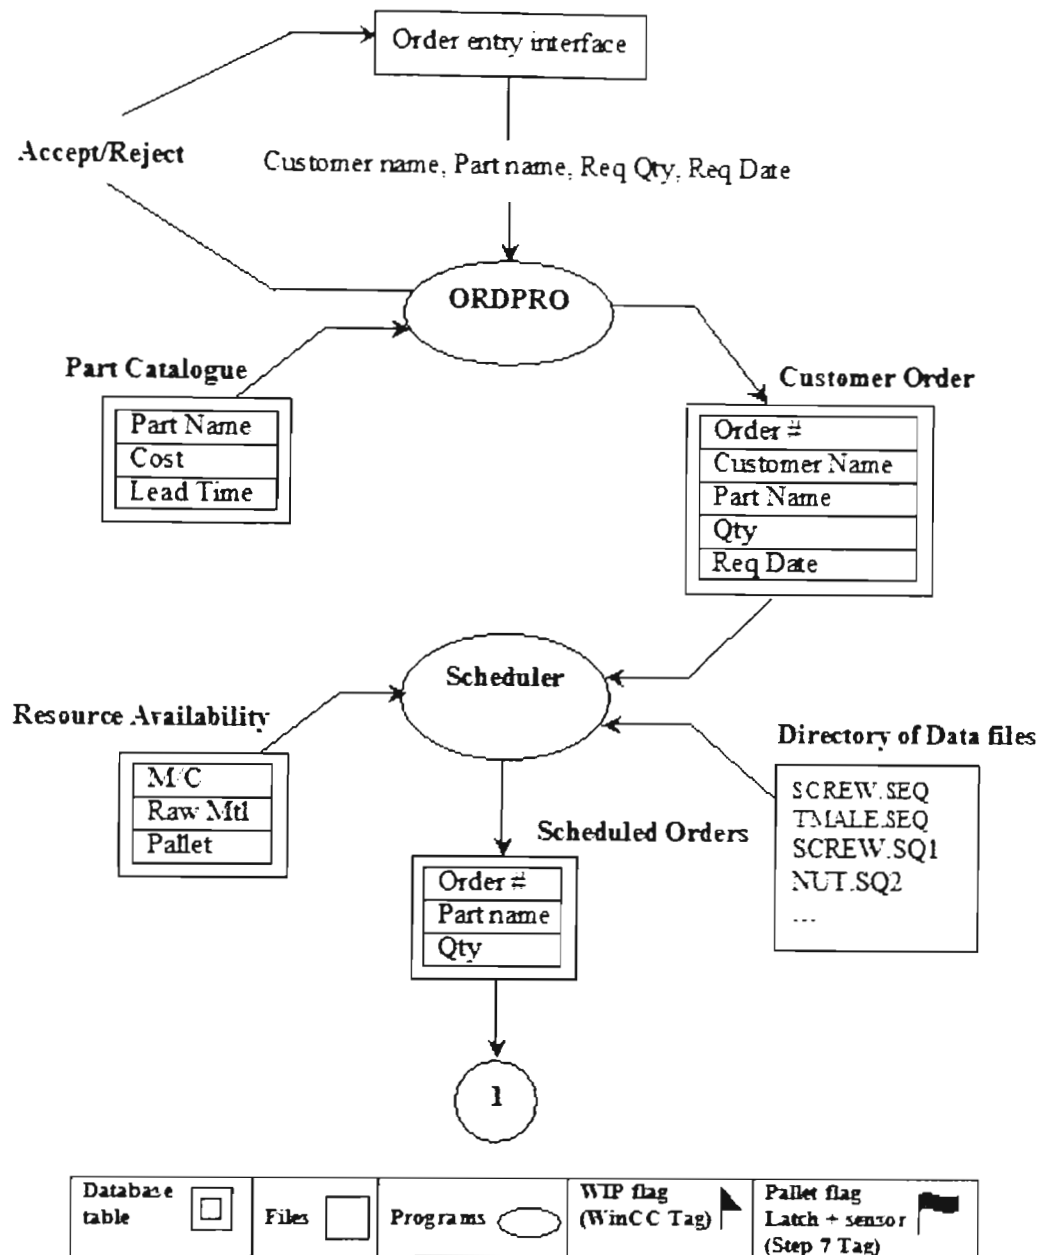 Order entry interface
Accept/Reject
Customer name, Part name, Req Qty, Req Date
ORDPRO
Part Catalogue
Part Name
Cost
Lead Time
Customer Order
Order #
Customer Name
Part Name
Qty
Req Date
Scheduler
Resource Availability
M/C
Raw Mtl
Pallet
Directory of Data files
SCREW.SEQ
TMALE.SEQ
SCREW.SQ1
NUT.SQ2
...
Scheduled Orders
Order #
Part name
Qty
1
Database
table
Files
Programs
WIP flag
(WinCC Tag)
Pallet flag
Latch + sensor
(Step 7 Tag)